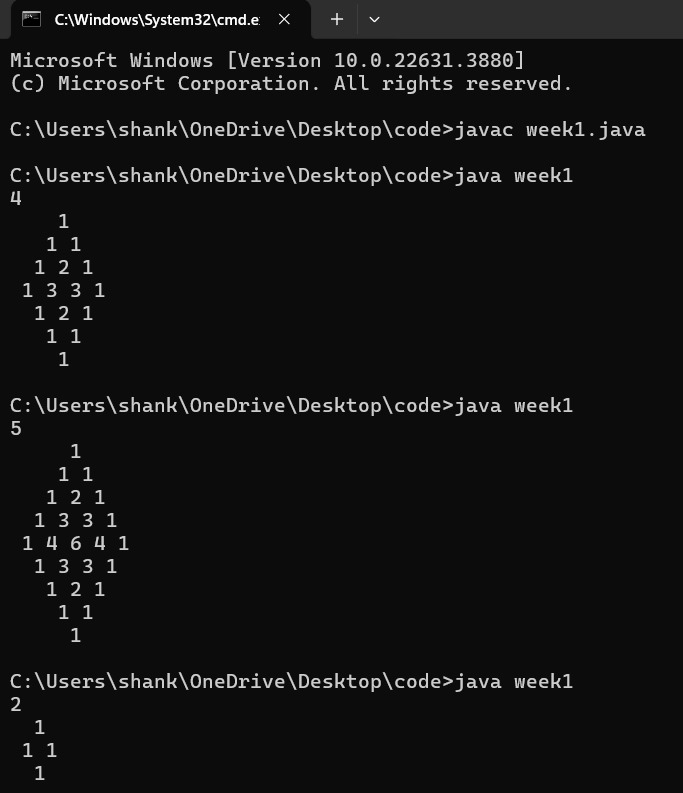 C:\Windows\System32\cmd.e
Microsoft Windows [Version 10.0.22631.3880]
(c) Microsoft Corporation. All rights reserved.
C:\Users\shank\OneDrive\Desktop\code>javac week1.java
C:\Users\shank\OneDrive\Desktop\code>java week1
4
    1
   1 1
  1 2 1
 1 3 3 1
  1 2 1
   1 1
    1
C:\Users\shank\OneDrive\Desktop\code>java week1
5
     1
    1 1
   1 2 1
  1 3 3 1
 1 4 6 4 1
  1 3 3 1
   1 2 1
    1 1
     1
C:\Users\shank\OneDrive\Desktop\code>java week1
2
  1
 1 1
  1